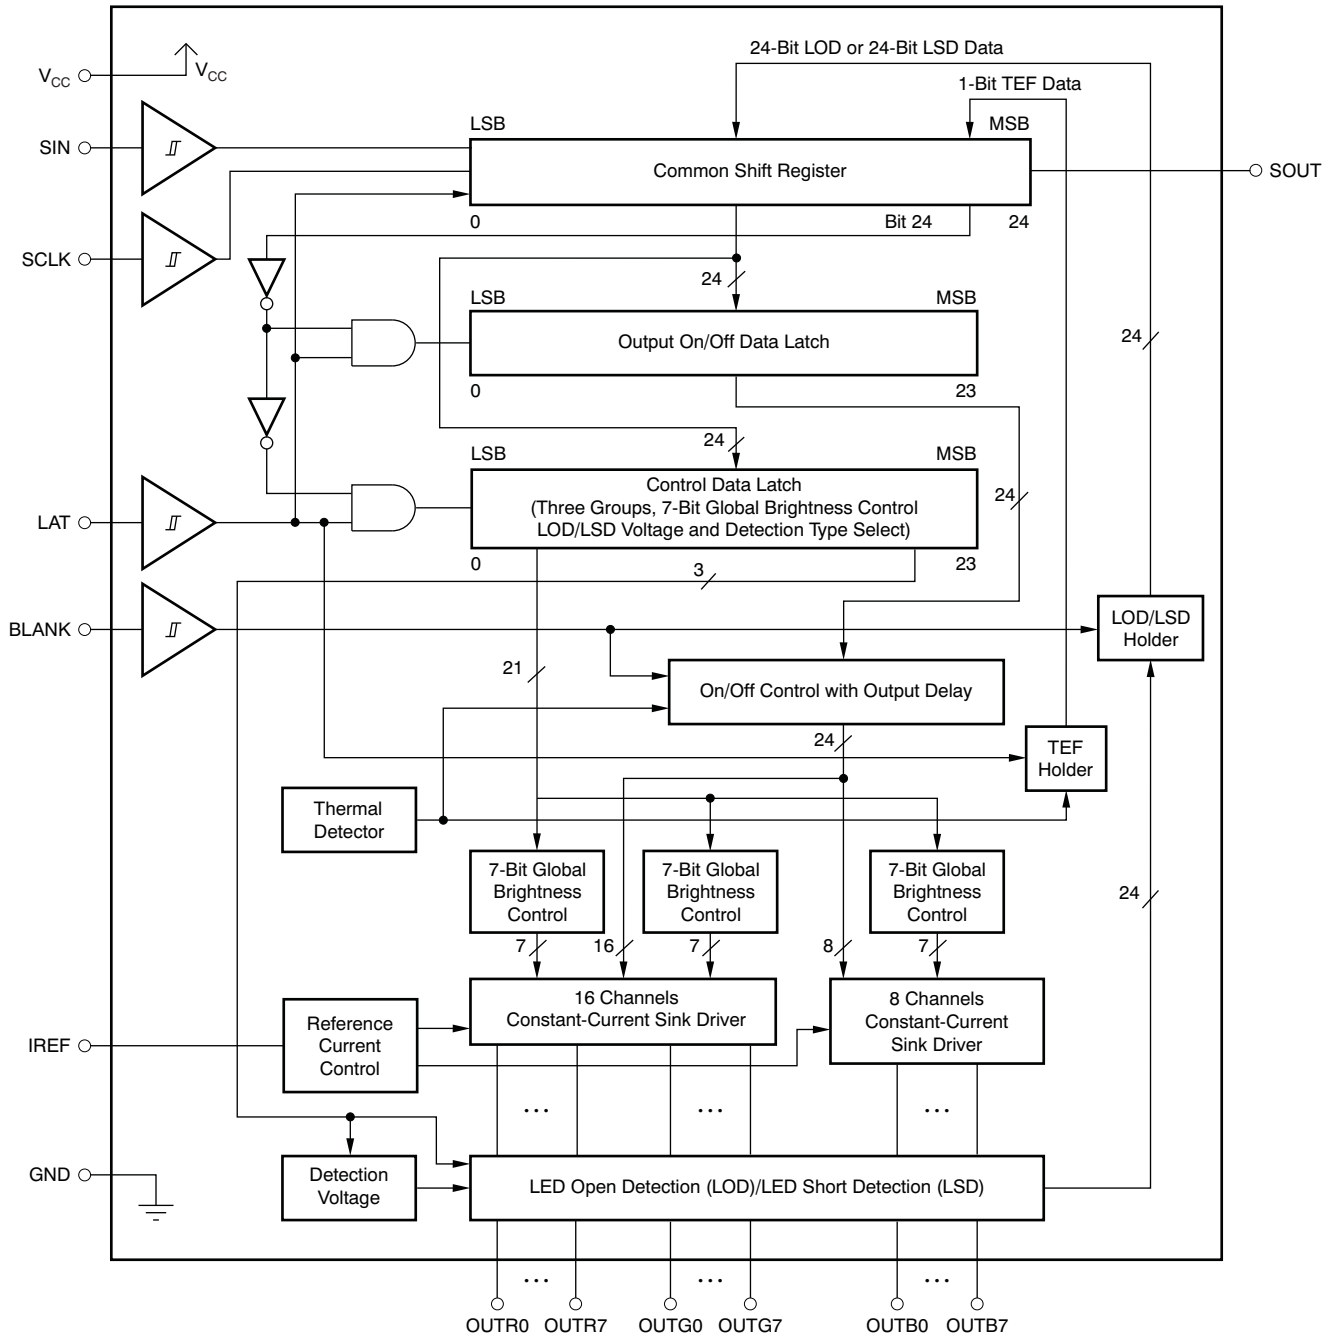 24-Bit LOD or 24-Bit LSD Data
VCC
VCC
1-Bit TEF Data
LSB
MSB
SIN
Common Shift Register
SOUT
0
Bit 24
24
SCLK
24
LSB
MSB
Output On/Off Data Latch
24
0
23
24
LSB
MSB
Control Data Latch
(Three Groups, 7-Bit Global Brightness Control
LOD/LSD Voltage and Detection Type Select)
24
LAT
0
3
23
BLANK
LOD/LSD
Holder
21
On/Off Control with Output Delay
24
TEF
Holder
Thermal
Detector
7-Bit Global
Brightness
Control
7-Bit Global
Brightness
Control
7-Bit Global
Brightness
Control
24
7
16
7
8
7
16 Channels
Constant-Current Sink Driver
8 Channels
Constant-Current
Sink Driver
Reference
Current
Control
IREF
...
...
...
GND
Detection
Voltage
LED Open Detection (LOD)/LED Short Detection (LSD)
...
...
...
OUTR0
OUTR7
OUTG0
OUTG7
OUTB0
OUTB7